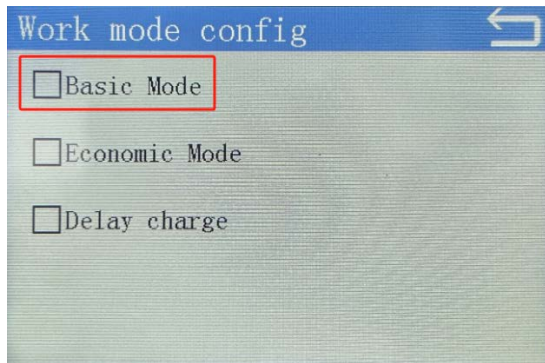 Work mode config
Basic Mode
Economic Mode
Delay charge